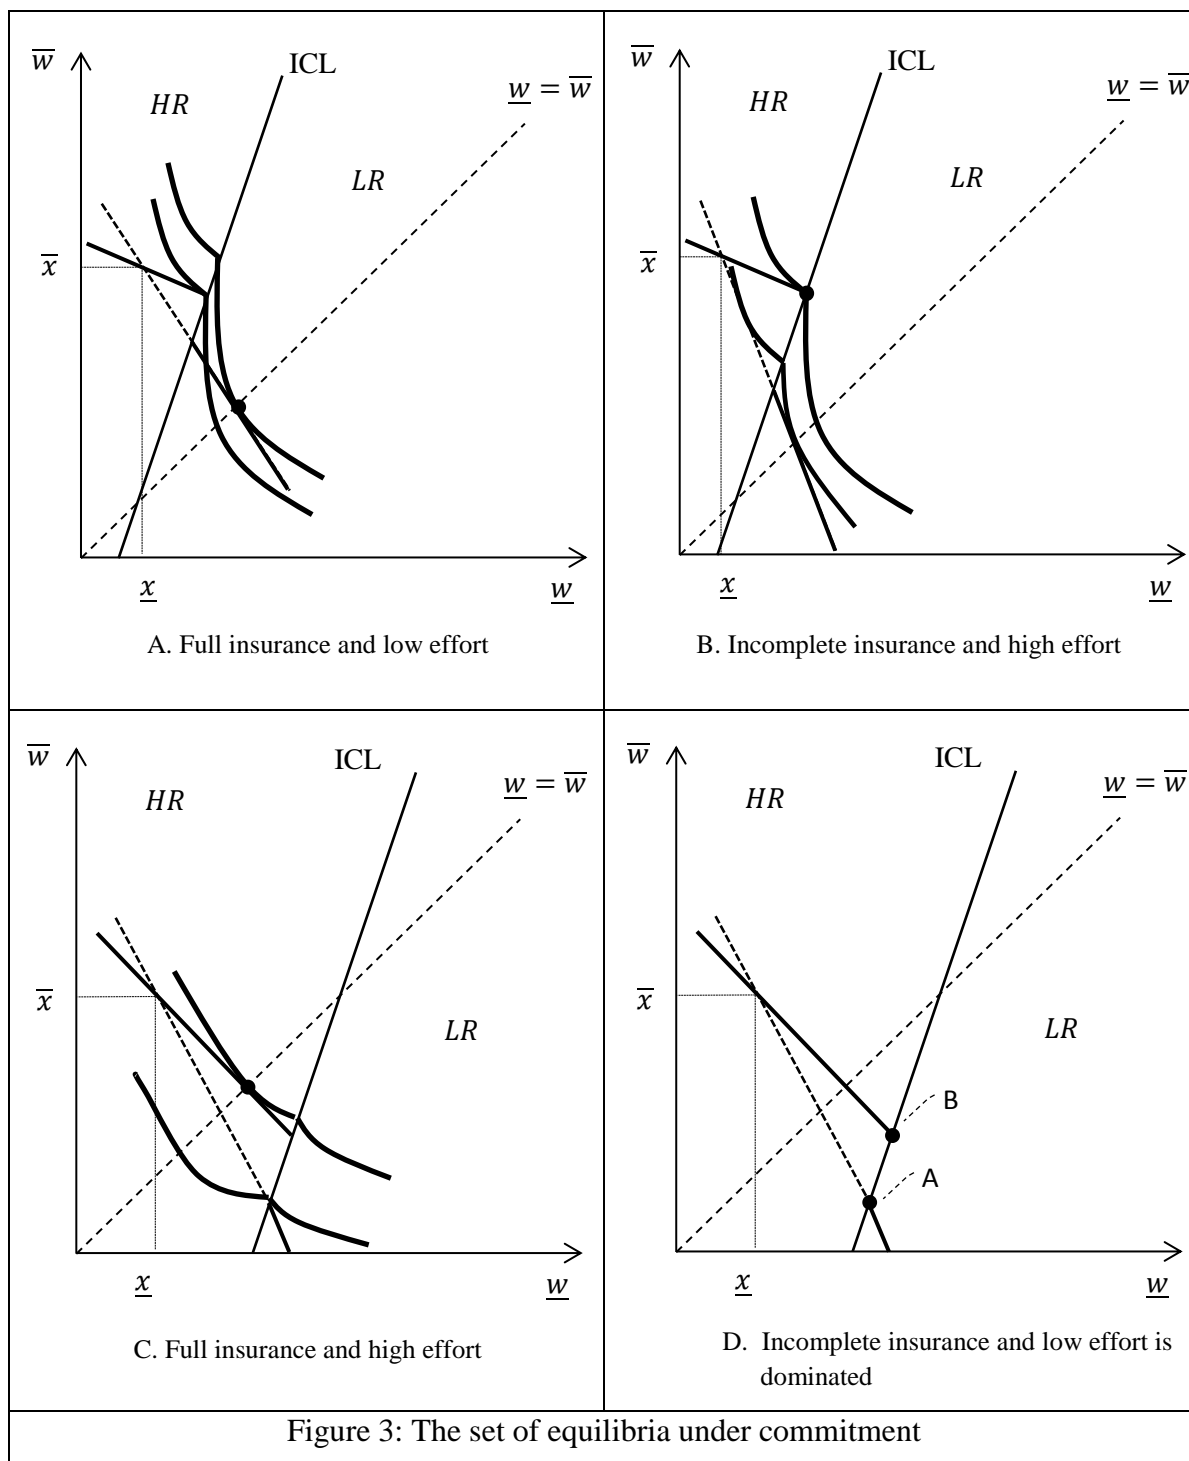 w̅
ICL
w̲ = w̅
HR
LR
x̅
x̲
w̲
A. Full insurance and low effort
w̅
ICL
w̲ = w̅
HR
LR
x̅
x̲
w̲
B. Incomplete insurance and high effort
w̅
ICL
w̲ = w̅
HR
LR
x̅
x̲
w̲
C. Full insurance and high effort
w̅
ICL
w̲ = w̅
HR
LR
x̅
B
A
x̲
w̲
D. Incomplete insurance and low effort is
dominated
Figure 3: The set of equilibria under commitment